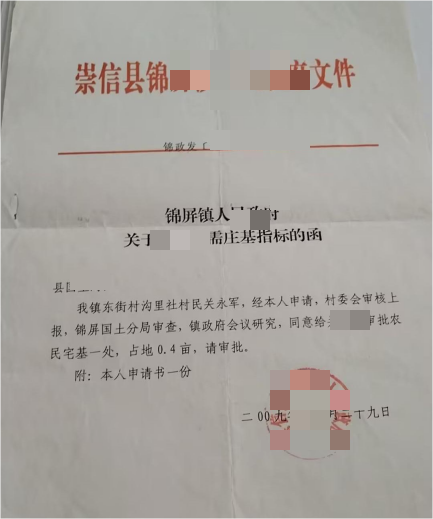 崇信县锦 文件
锦政发
锦屏镇人
关于 需庄基指标的函
县
我镇东街村沟里社村民关永军，经本人申请，村委会审核上
报，锦屏国土分局审查，镇政府会议研究，同意给 审批农
民宅基一处，占地0.4亩，请审批。
附：本人申请书一份
二00九 月二十九日